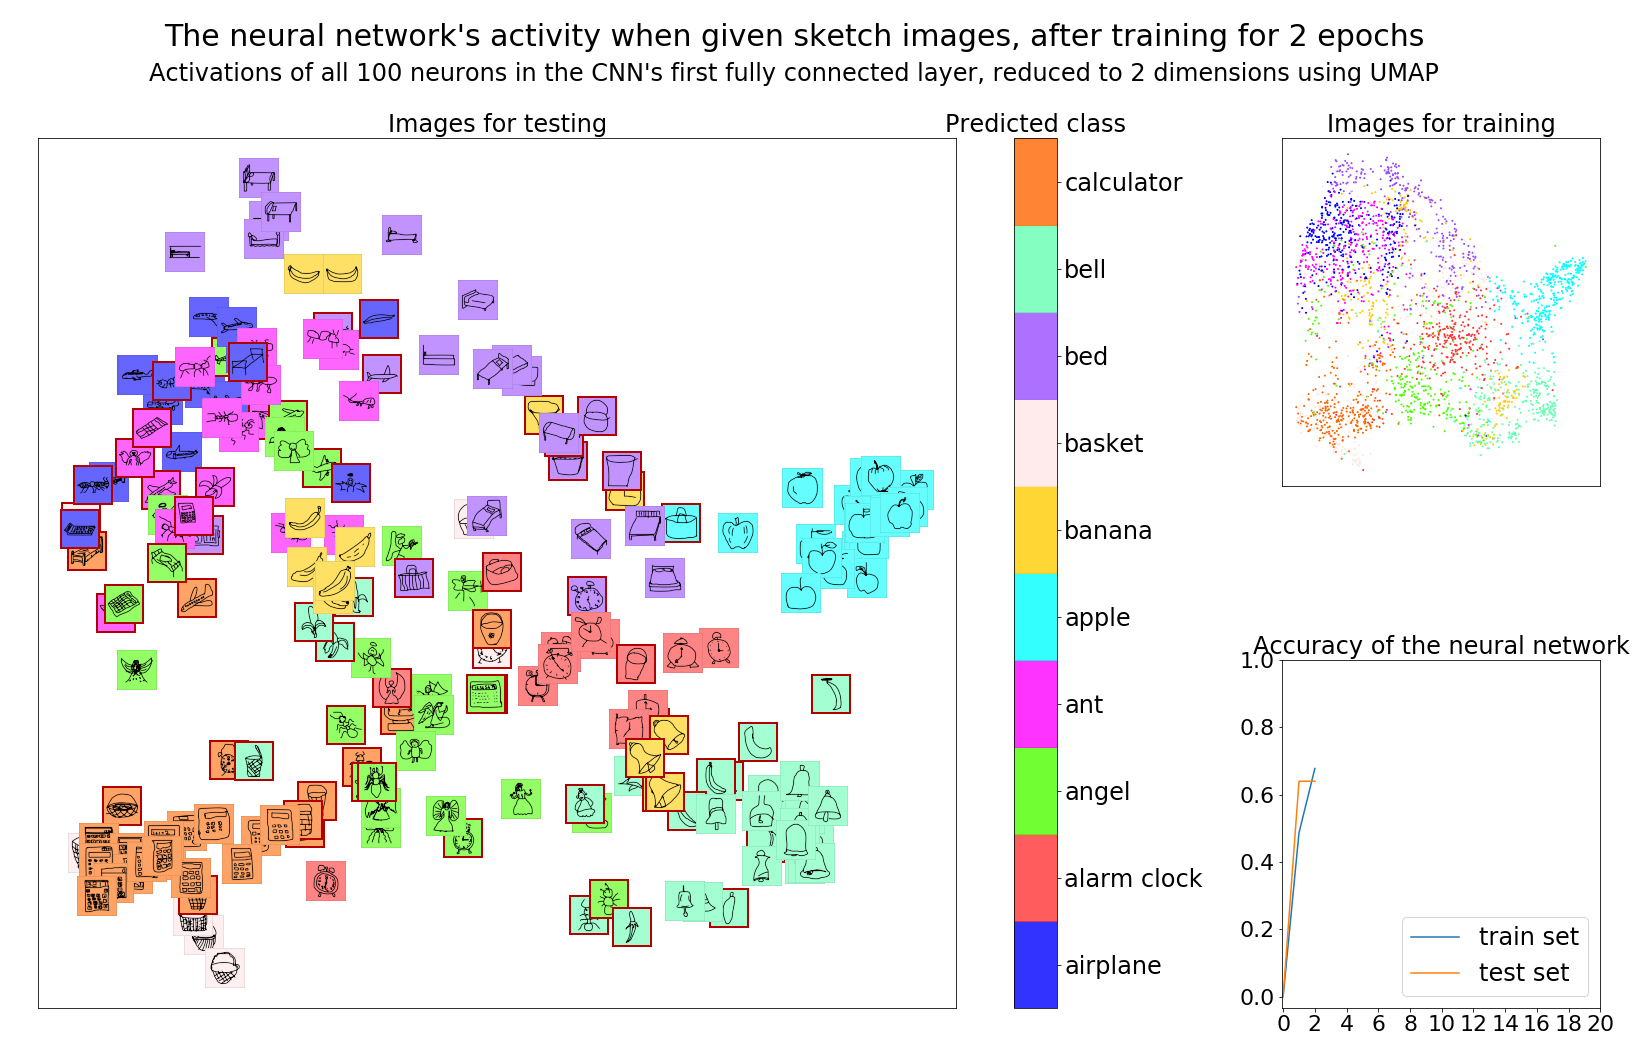 The neural network's activity when given sketch images, after training for 2 epochs
Activations of all 100 neurons in the CNN's first fully connected layer, reduced to 2 dimensions using UMAP
Images for testing
Predicted class
calculator
bell
bed
basket
banana
apple
ant
angel
alarm clock
airplane
Images for training
Accuracy of the neural network
1.0
0.8
0.6
0.4
0.2
0.0
train set
test set
0 2 4 6 8 10 12 14 16 18 20